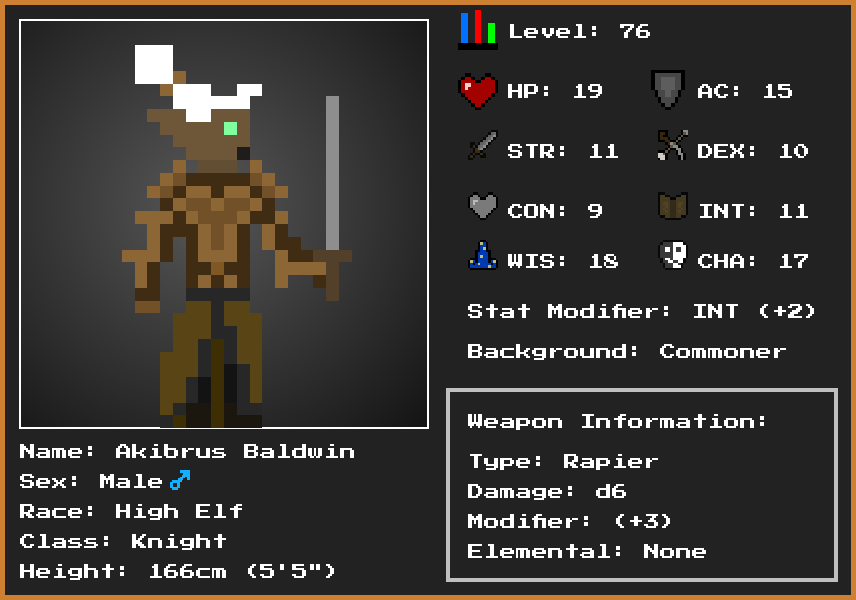 Level: 76
HP: 19
AC: 15
STR: 11
DEX: 10
CON: 9
INT: 11
WIS: 18
CHA: 17
Stat Modifier: INT (+2)
Background: Commoner
Weapon Information:
Type: Rapier
Damage: d6
Modifier: (+3)
Elemental: None
Name: Akibrus Baldwin
Sex: Male♂
Race: High Elf
Class: Knight
Height: 166cm (5'5")